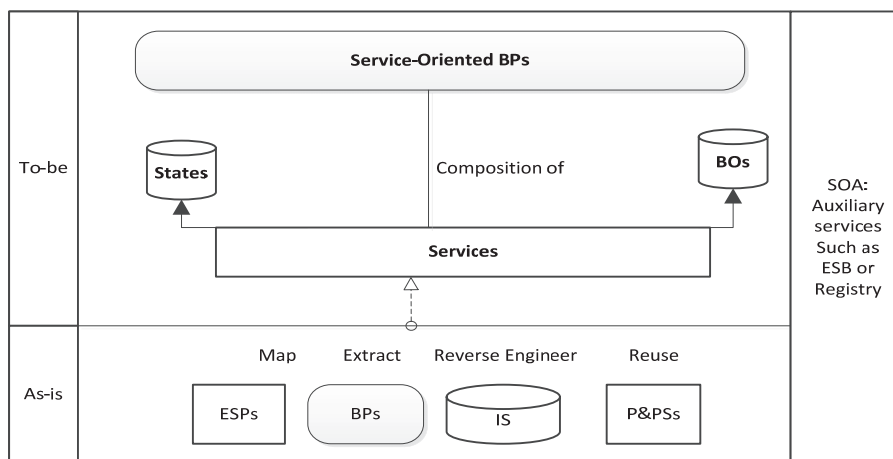 Service-Oriented BPs
To-be
States
Composition of
BOs
Services
SOA:
Auxiliary
services
Such as
ESB or
Registry
As-is
Map
Extract
Reverse Engineer
Reuse
ESPs
BPs
IS
P&PSs